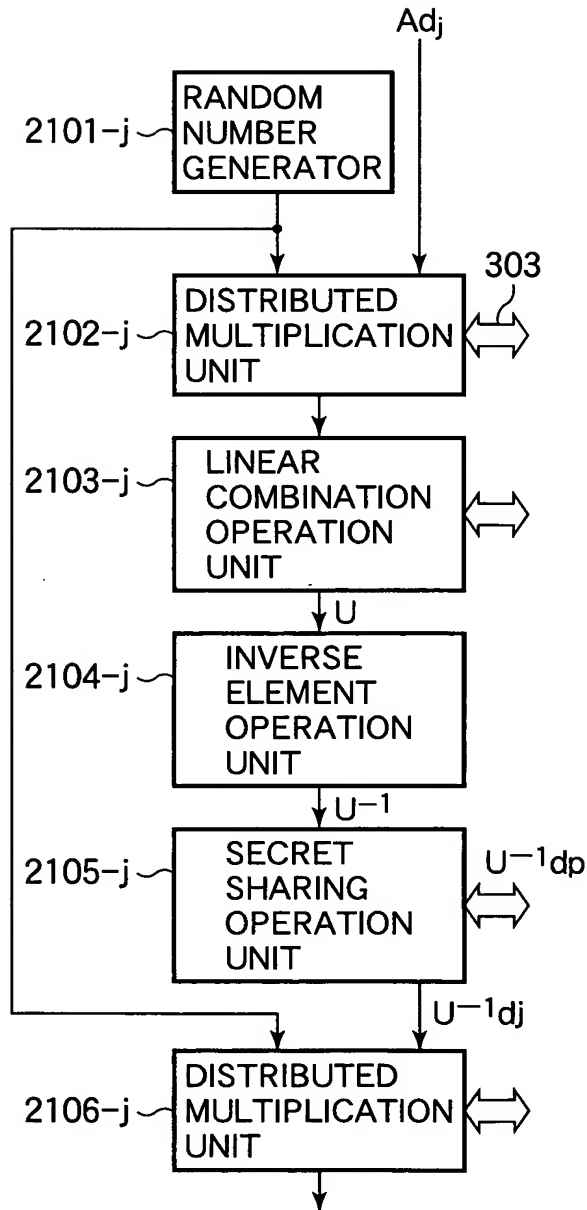 Adj
2101-j
RANDOM
NUMBER
GENERATOR
303
2102-j
DISTRIBUTED
MULTIPLICATION
UNIT
2103-j
LINEAR
COMBINATION
OPERATION
UNIT
U
2104-j
INVERSE
ELEMENT
OPERATION
UNIT
U−1
2105-j
SECRET
SHARING
OPERATION
UNIT
U−1dp
U−1dj
2106-j
DISTRIBUTED
MULTIPLICATION
UNIT